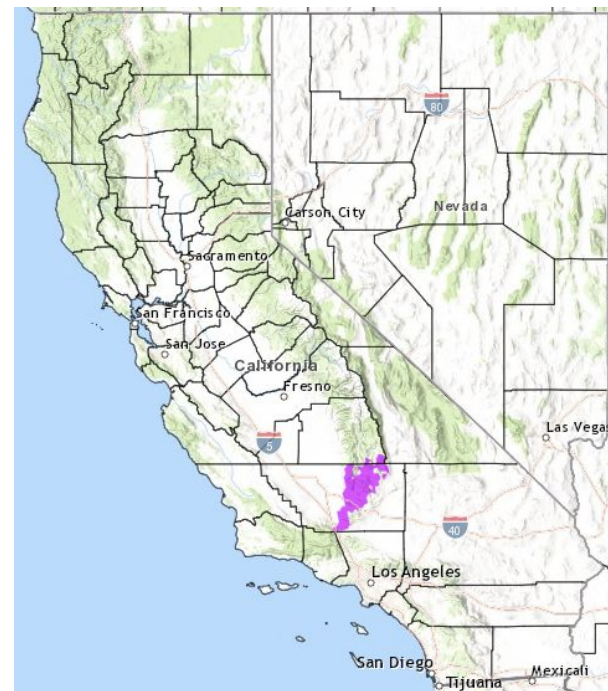 80
Nevada
Carson City
Sacramento
San Francisco
San Jose
California
Fresno
Las Vegas
5
40
Los Angeles
San Diego
Tijuana
Mexicali